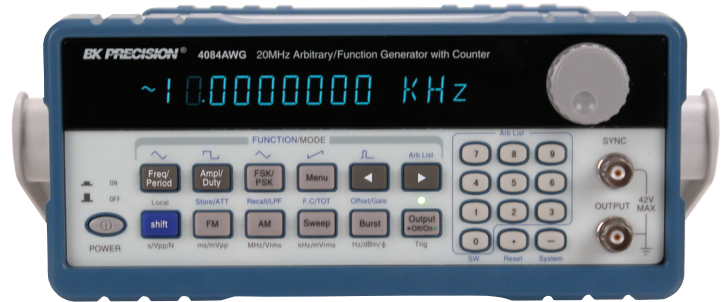 BK PRECISION® 4084AWG 20MHz Arbitrary/Function Generator with Counter
~1 0.0000000 KHz
FUNCTION/MODE
Arb List
Arb List
SYNC
Freq/Period Ampl/Duty FSK/PSK Menu ◄ ►
7 8 9
ON
OFF
4 5 6
Local Store/ATT Recall/LPF F.C/TOT Offset/Gate
OUTPUT 42V MAX
shift FM AM Sweep Burst Output Off/On
1 2 3
0 . –
POWER
s/Vpp/N ms/mVpp MHz/Vrms kHz/mVrms Hz/dBm/ϕ Trig
SW Reset System